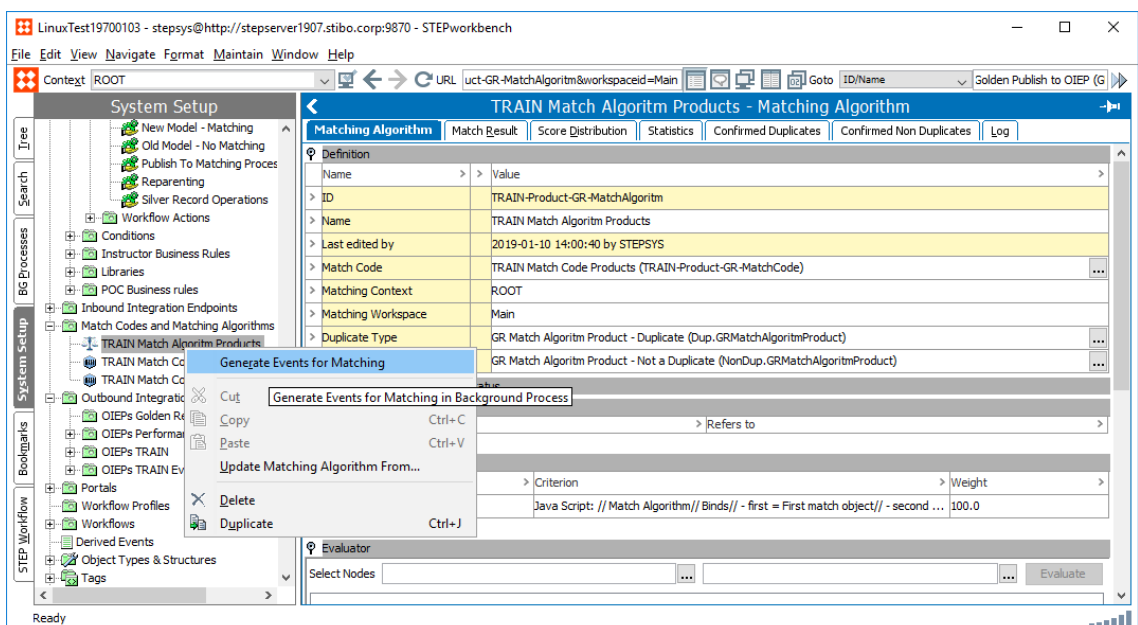 LinuxTest19700103 - stepsys@http://stepserver1907.stibo.corp:9870 - STEPworkbench
File Edit View Navigate Format Maintain Window Help
Context ROOT URL uct-GR-MatchAlgoritm&workspaceid=Main Goto ID/Name Golden Publish to OIEP (G
System Setup
TRAIN Match Algoritm Products - Matching Algorithm
Tree
Search
BG Processes
System Setup
Bookmarks
STEP Workflow
New Model - Matching
Old Model - No Matching
Publish To Matching Proces
Reparenting
Silver Record Operations
Workflow Actions
Conditions
Instructor Business Rules
Libraries
POC Business rules
Inbound Integration Endpoints
Match Codes and Matching Algorithms
TRAIN Match Algoritm Products
TRAIN Match Co
TRAIN Match Co
Outbound Integratio
OIEPs Golden Re
OIEPs Performa
OIEPs TRAIN
OIEPs TRAIN Ev
Portals
Workflow Profiles
Workflows
Derived Events
Object Types & Structures
Tags
Generate Events for Matching
Cut
Generate Events for Matching in Background Process
Copy Ctrl+C
Paste Ctrl+V
Update Matching Algorithm From...
Delete
Duplicate Ctrl+J
Matching Algorithm Match Result Score Distribution Statistics Confirmed Duplicates Confirmed Non Duplicates Log
Definition
Name > > Value >
> ID TRAIN-Product-GR-MatchAlgoritm
> Name TRAIN Match Algoritm Products
> Last edited by 2019-01-10 14:00:40 by STEPSYS
> Match Code TRAIN Match Code Products (TRAIN-Product-GR-MatchCode) ...
> Matching Context ROOT
> Matching Workspace Main
> Duplicate Type GR Match Algoritm Product - Duplicate (Dup.GRMatchAlgoritmProduct) ...
GR Match Algoritm Product - Not a Duplicate (NonDup.GRMatchAlgoritmProduct) ...
> Refers to >
> Criterion > Weight >
Java Script: // Match Algorithm// Binds// - first = First match object// - second ... 100.0
Evaluator
Select Nodes ... ... Evaluate
Ready